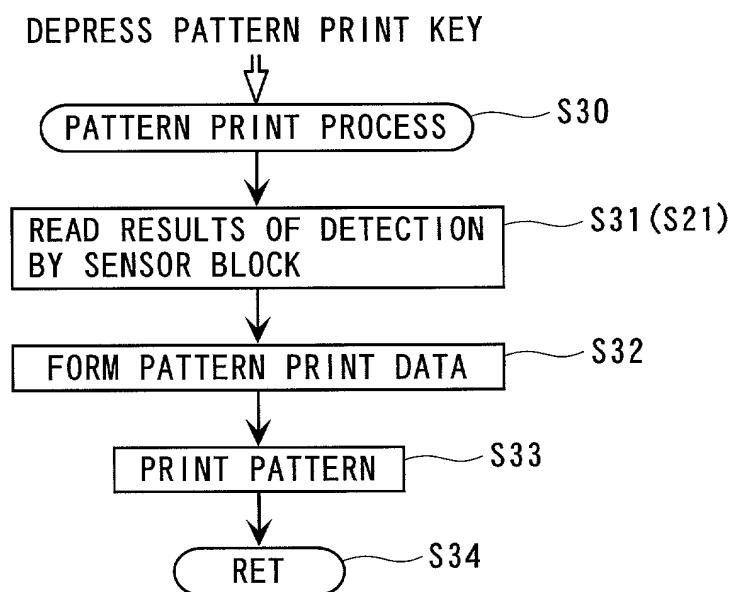 DEPRESS PATTERN PRINT KEY
PATTERN PRINT PROCESS
S30
READ RESULTS OF DETECTION
BY SENSOR BLOCK
S31(S21)
FORM PATTERN PRINT DATA
S32
PRINT PATTERN
S33
RET
S34